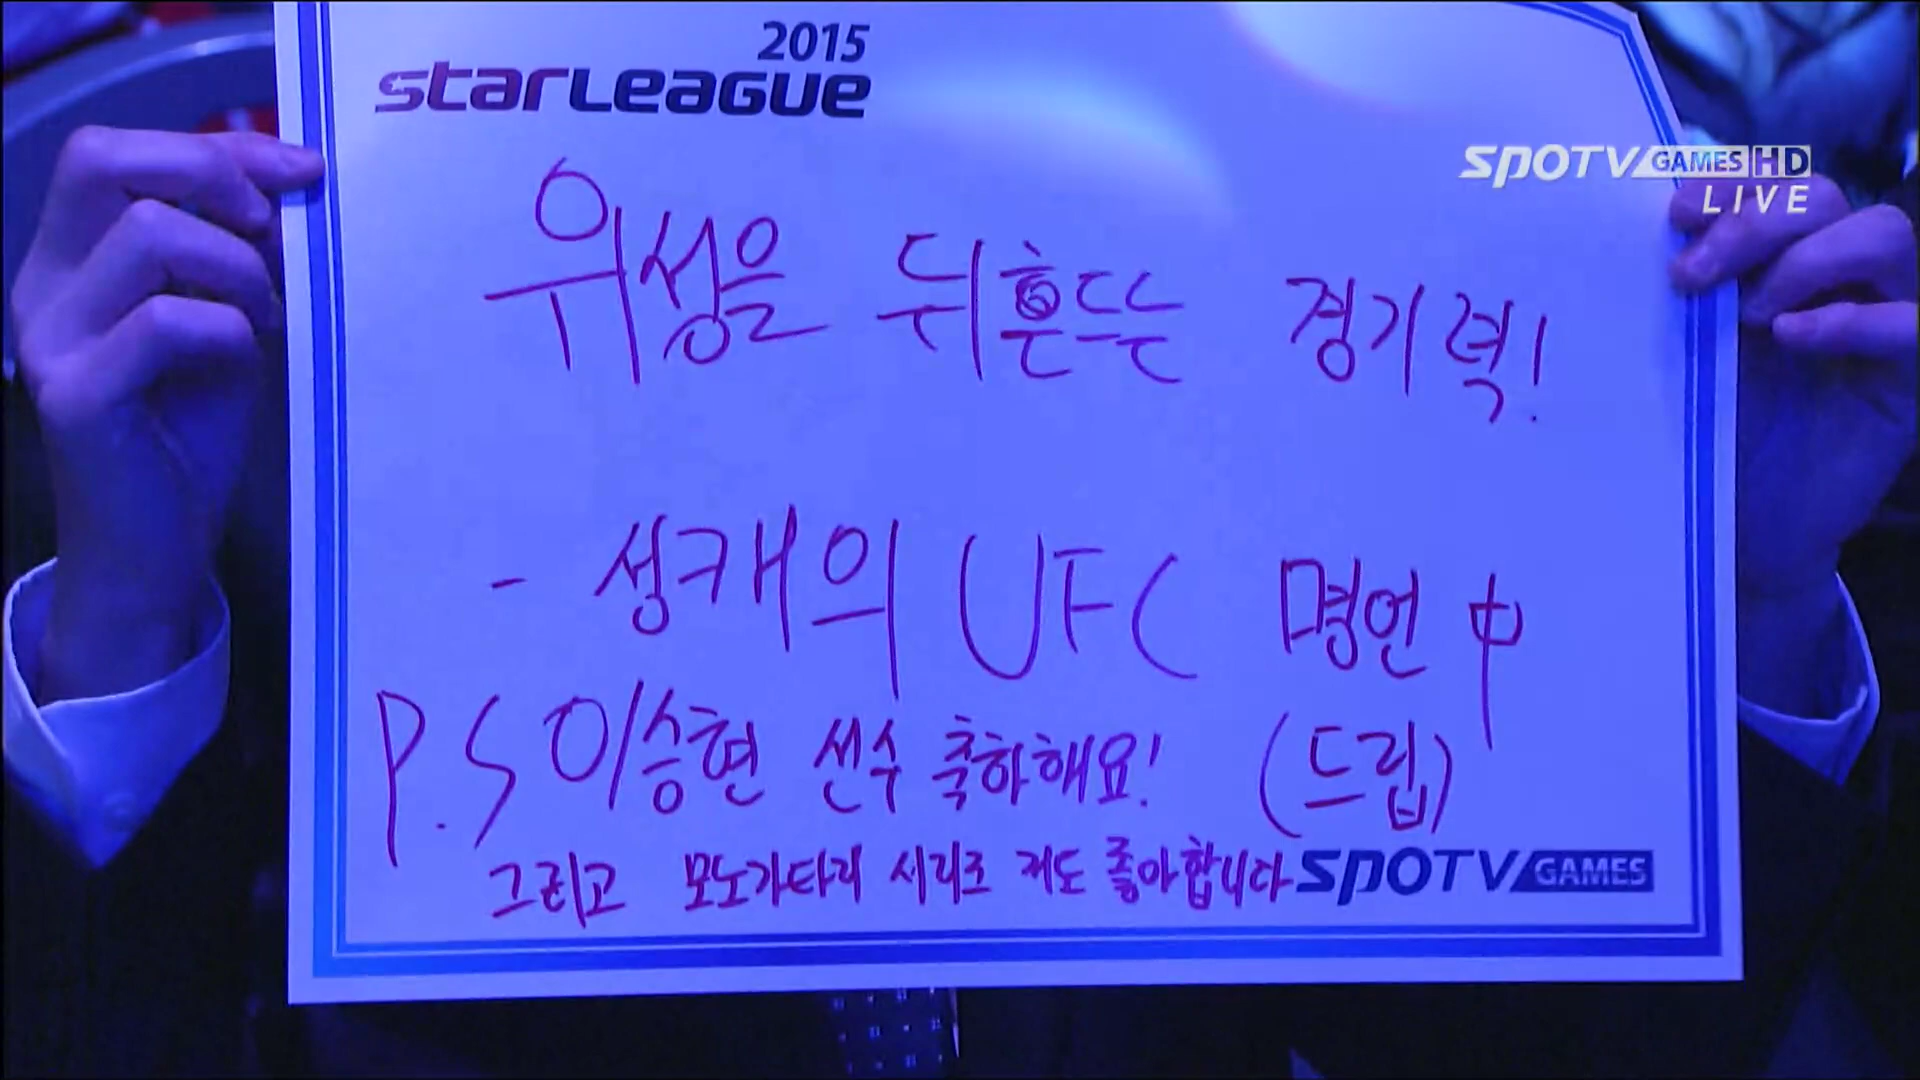 2015
starLEAGUE
SPOTV GAMES HD
LIVE
위성을 뒤흔드는 경기력!
- 성캐의 UFC 명언 中
P.S 이승현 선수 축하해요! (드립)
그리고 모노가타리 시리즈 저도 좋아합니다
SPOTV GAMES